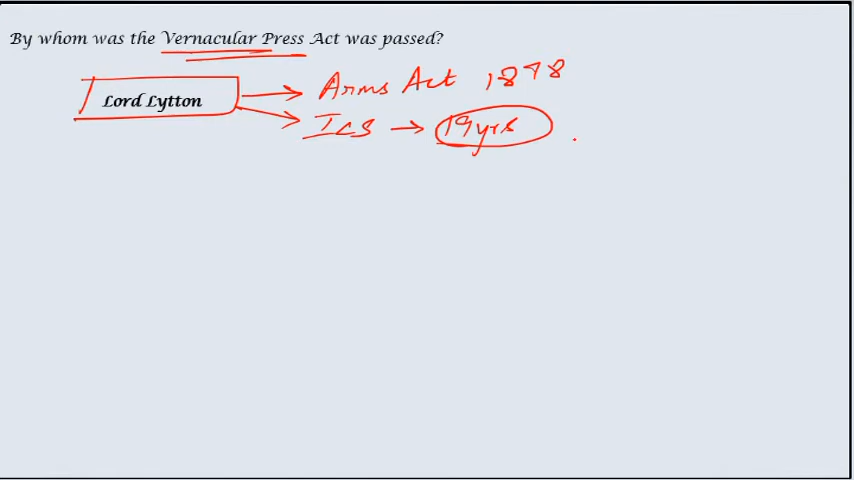 By whom was the Vernacular Press Act was passed?
Lord Lytton
Arms Act 1878
ICS → 19yrs